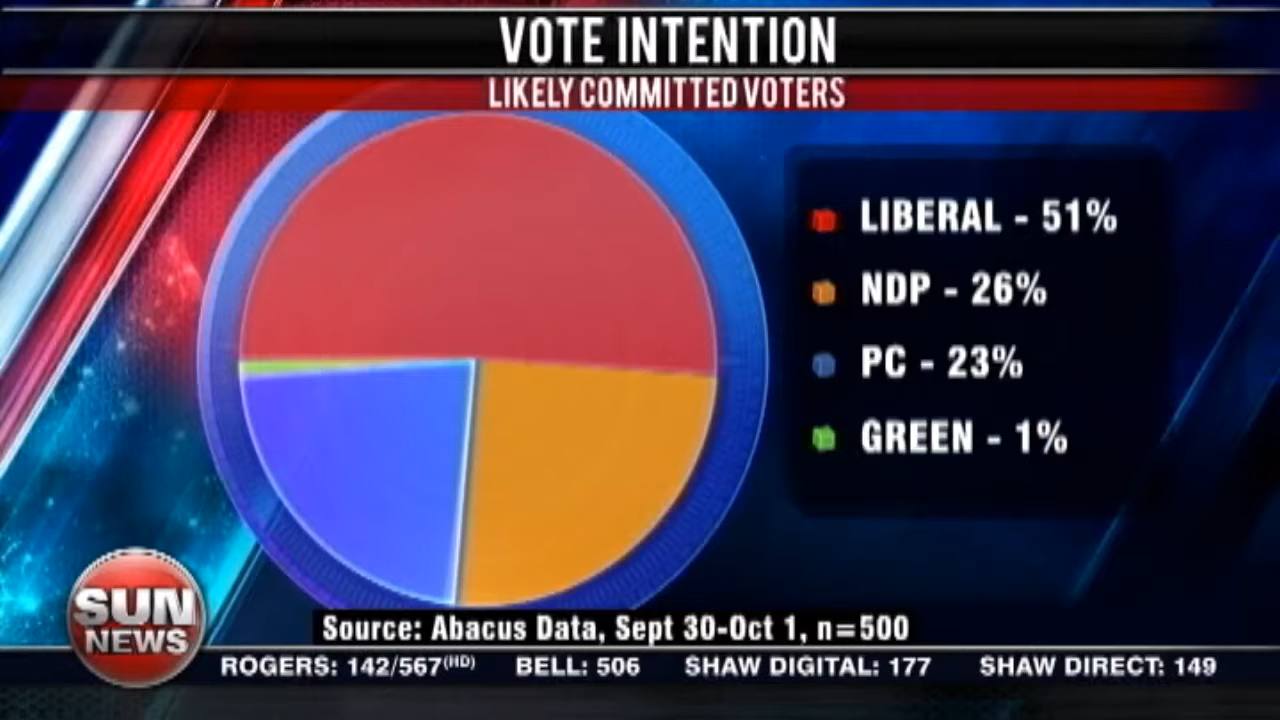 VOTE INTENTION
LIKELY COMMITTED VOTERS
LIBERAL - 51%
NDP - 26%
PC - 23%
GREEN - 1%
SUN
NEWS
Source: Abacus Data, Sept 30-Oct 1, n=500
ROGERS: 142/567(HD) BELL: 506 SHAW DIGITAL: 177 SHAW DIRECT: 149